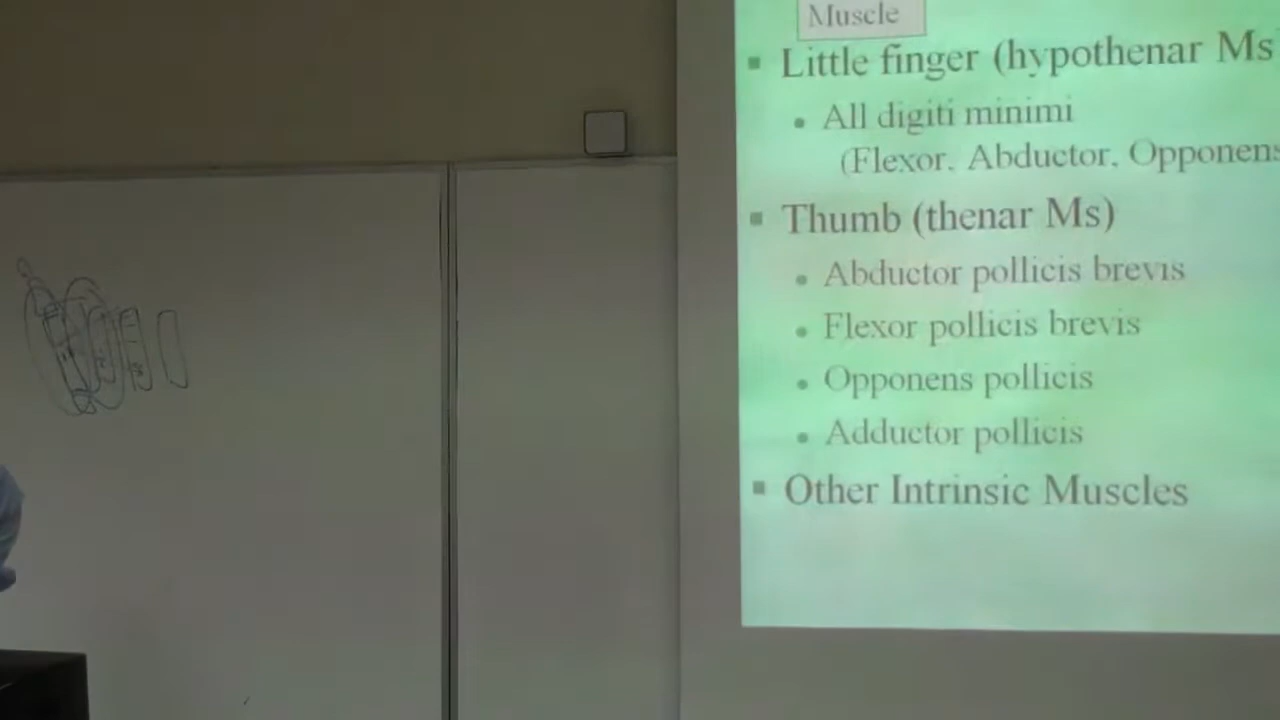 Muscle
Little finger (hypothenar Ms
All digiti minimi
(Flexor. Abductor. Opponens
Thumb (thenar Ms)
Abductor pollicis brevis
Flexor pollicis brevis
Opponens pollicis
Adductor pollicis
Other Intrinsic Muscles